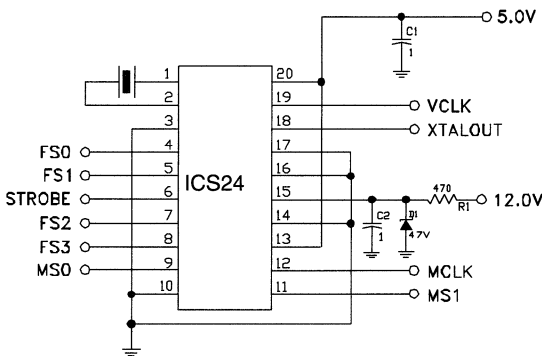 C1
1
5.0V
1 20
2 19 VCLK
3 18 XTALOUT
FS0 4 17
FS1 5 16
ICS24
STROBE 6 15
470
R1
12.0V
FS2 7 14
C2
1
D1
4.7V
FS3 8 13
MS0 9 12 MCLK
10 11 MS1